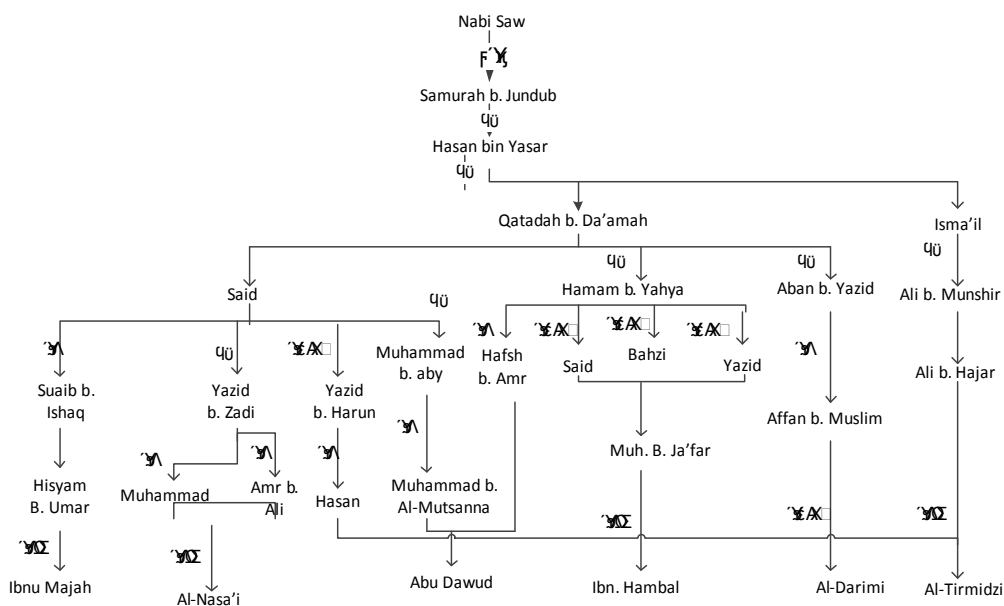 Nabi Saw
Samurah b. Jundub
Hasan bin Yasar
Qatadah b. Da'amah
Isma'il
Said
Hamam b. Yahya
Aban b. Yazid
Ali b. Munshir
Suaib b.
Ishaq
Yazid
b. Zadi
Yazid
b. Harun
Muhammad
b. aby
Hafsh
b. Amr
Said
Bahzi
Yazid
Affan b. Muslim
Ali b. Hajar
Hisyam
B. Umar
Muhammad
Amr b.
Ali
Hasan
Muhammad b.
Al-Mutsanna
Muh. B. Ja'far
Ibnu Majah
Al-Nasa'i
Abu Dawud
Ibn. Hambal
Al-Darimi
Al-Tirmidzi